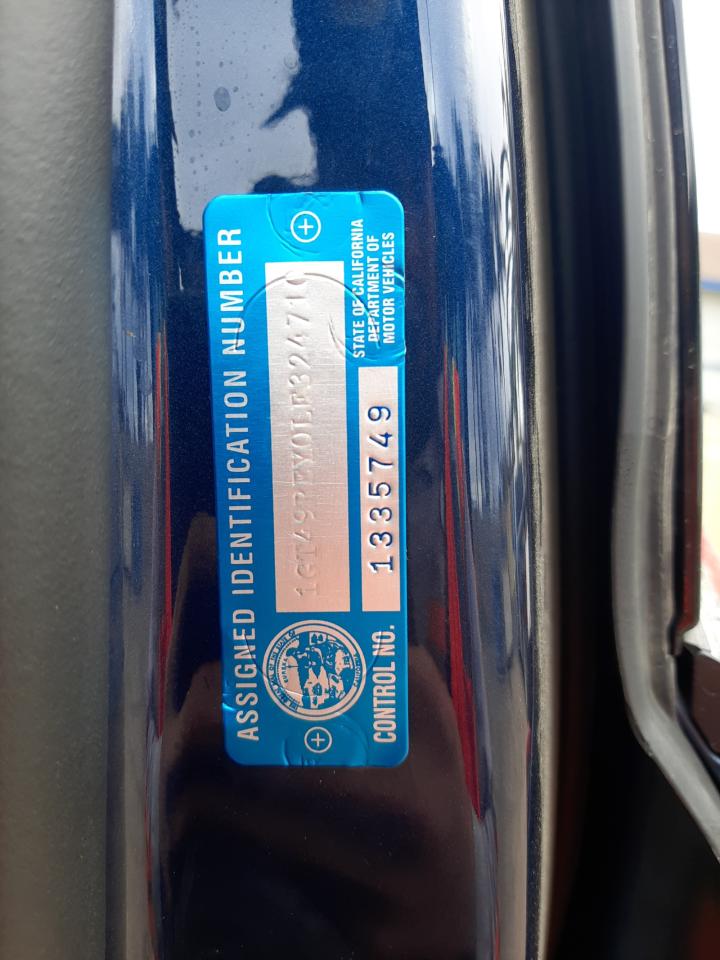 ASSIGNED IDENTIFICATION NUMBER
STATE OF CALIFORNIA
DEPARTMENT OF
MOTOR VEHICLES
CONTROL NO. 1335749